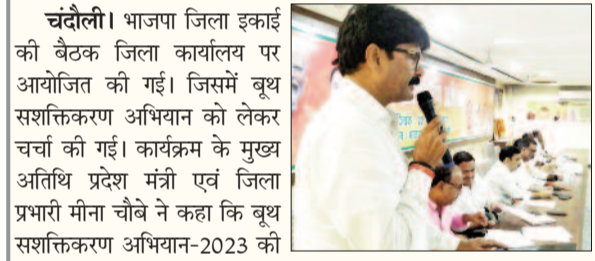 चंदौली। भाजपा जिला इकाई
की बैठक जिला कार्यालय पर
आयोजित की गई। जिसमें बूथ
सशक्तिकरण अभियान को लेकर
चर्चा की गई। कार्यक्रम के मुख्य
अतिथि प्रदेश मंत्री एवं जिला
प्रभारी मीना चौबे ने कहा कि बूथ
सशक्तिकरण अभियान-2023 की